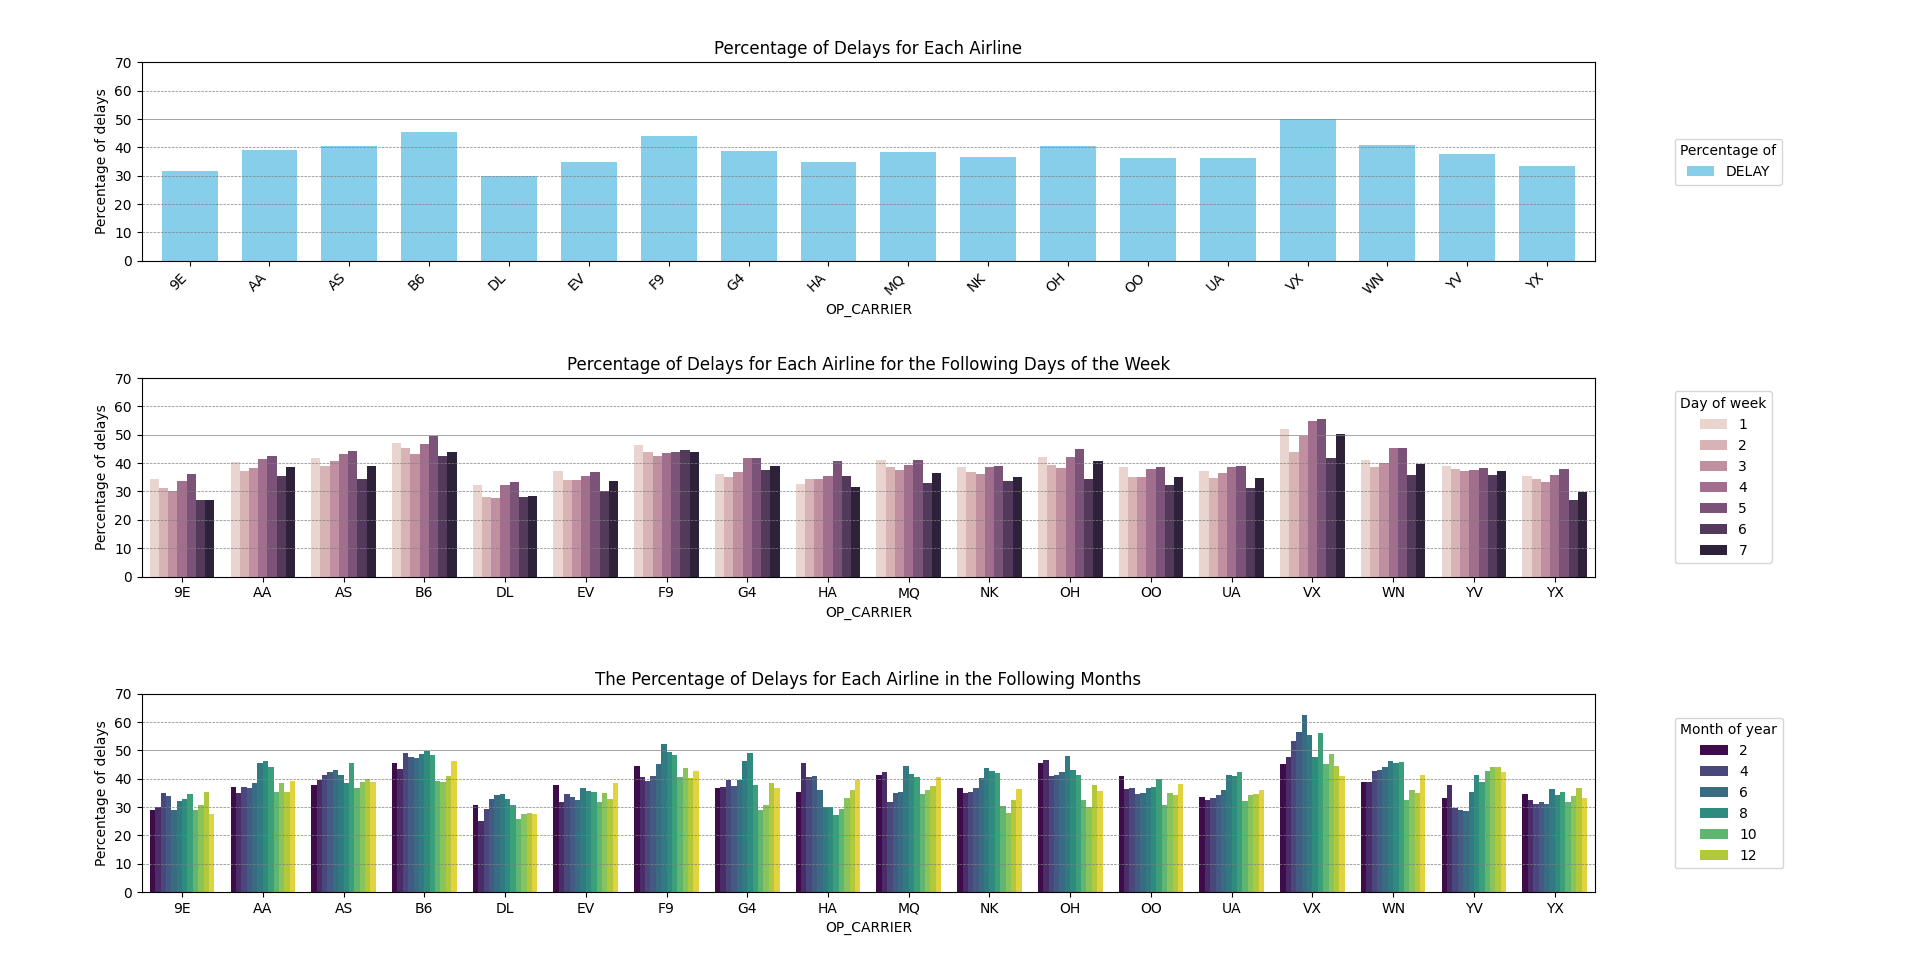 Percentage of Delays for Each Airline
70
60
50
40
30
20
10
0
Percentage of delays
9E AA AS B6 DL EV F9 G4 HA MQ NK OH OO UA VX WN YV YX
OP_CARRIER
Percentage of
DELAY
Percentage of Delays for Each Airline for the Following Days of the Week
70
60
50
40
30
20
10
0
Percentage of delays
9E AA AS B6 DL EV F9 G4 HA MQ NK OH OO UA VX WN YV YX
OP_CARRIER
Day of week
1
2
3
4
5
6
7
The Percentage of Delays for Each Airline in the Following Months
70
60
50
40
30
20
10
0
Percentage of delays
9E AA AS B6 DL EV F9 G4 HA MQ NK OH OO UA VX WN YV YX
OP_CARRIER
Month of year
2
4
6
8
10
12